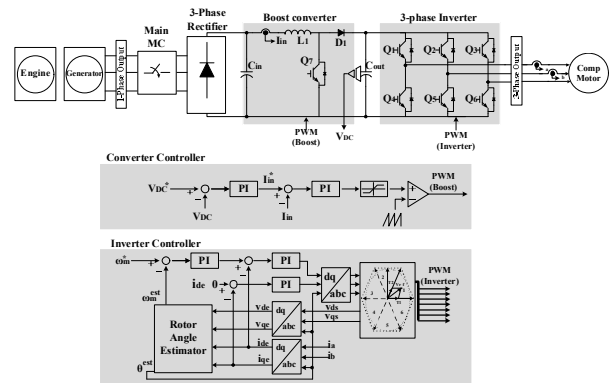 3-Phase
Rectifier
Main
MC
Boost converter
3-phase Inverter
Engine
Generator
1-Phase Output
Iin
L1
D1
Cin
Q7
Cout
VDC
PWM
(Boost)
Q1
Q2
Q3
Q4
Q5
Q6
PWM
(Inverter)
3-Phase Output
a
b
Comp
Motor
Converter Controller
VDC*
+
−
VDC
PI
Iin*
+
−
Iin
PI
+
−
PWM
(Boost)
Inverter Controller
ωm*
+
−
ωm^est
PI
+
−
PI
ide
0
+
−
PI
dq
abc
PWM
(Inverter)
Rotor
Angle
Estimator
θ^est
vde
vqe
dq
abc
vds
vqs
ide
iqe
dq
abc
ia
ib